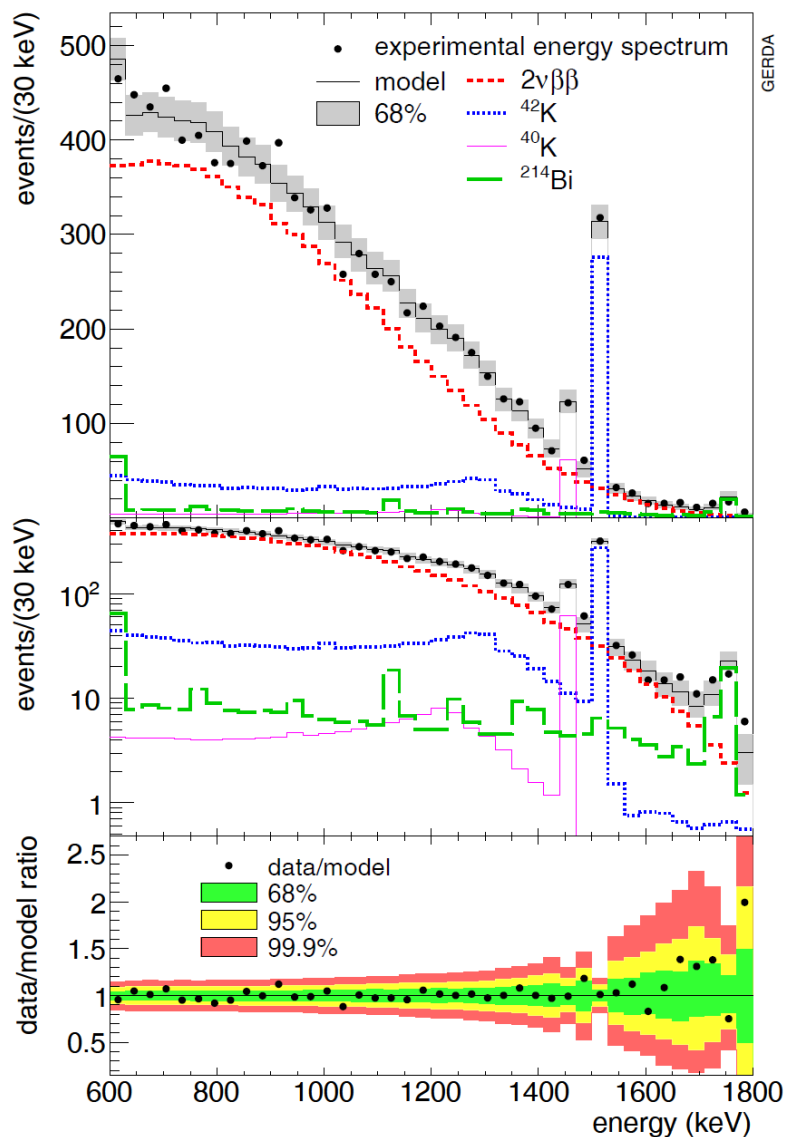 GERDA
events/(30 keV)
500
400
300
200
100
experimental energy spectrum
model
68%
2νββ
⁴²K
⁴⁰K
²¹⁴Bi
events/(30 keV)
10²
10
1
data/model ratio
2.5
2
1.5
1
0.5
data/model
68%
95%
99.9%
600 800 1000 1200 1400 1600 1800
energy (keV)